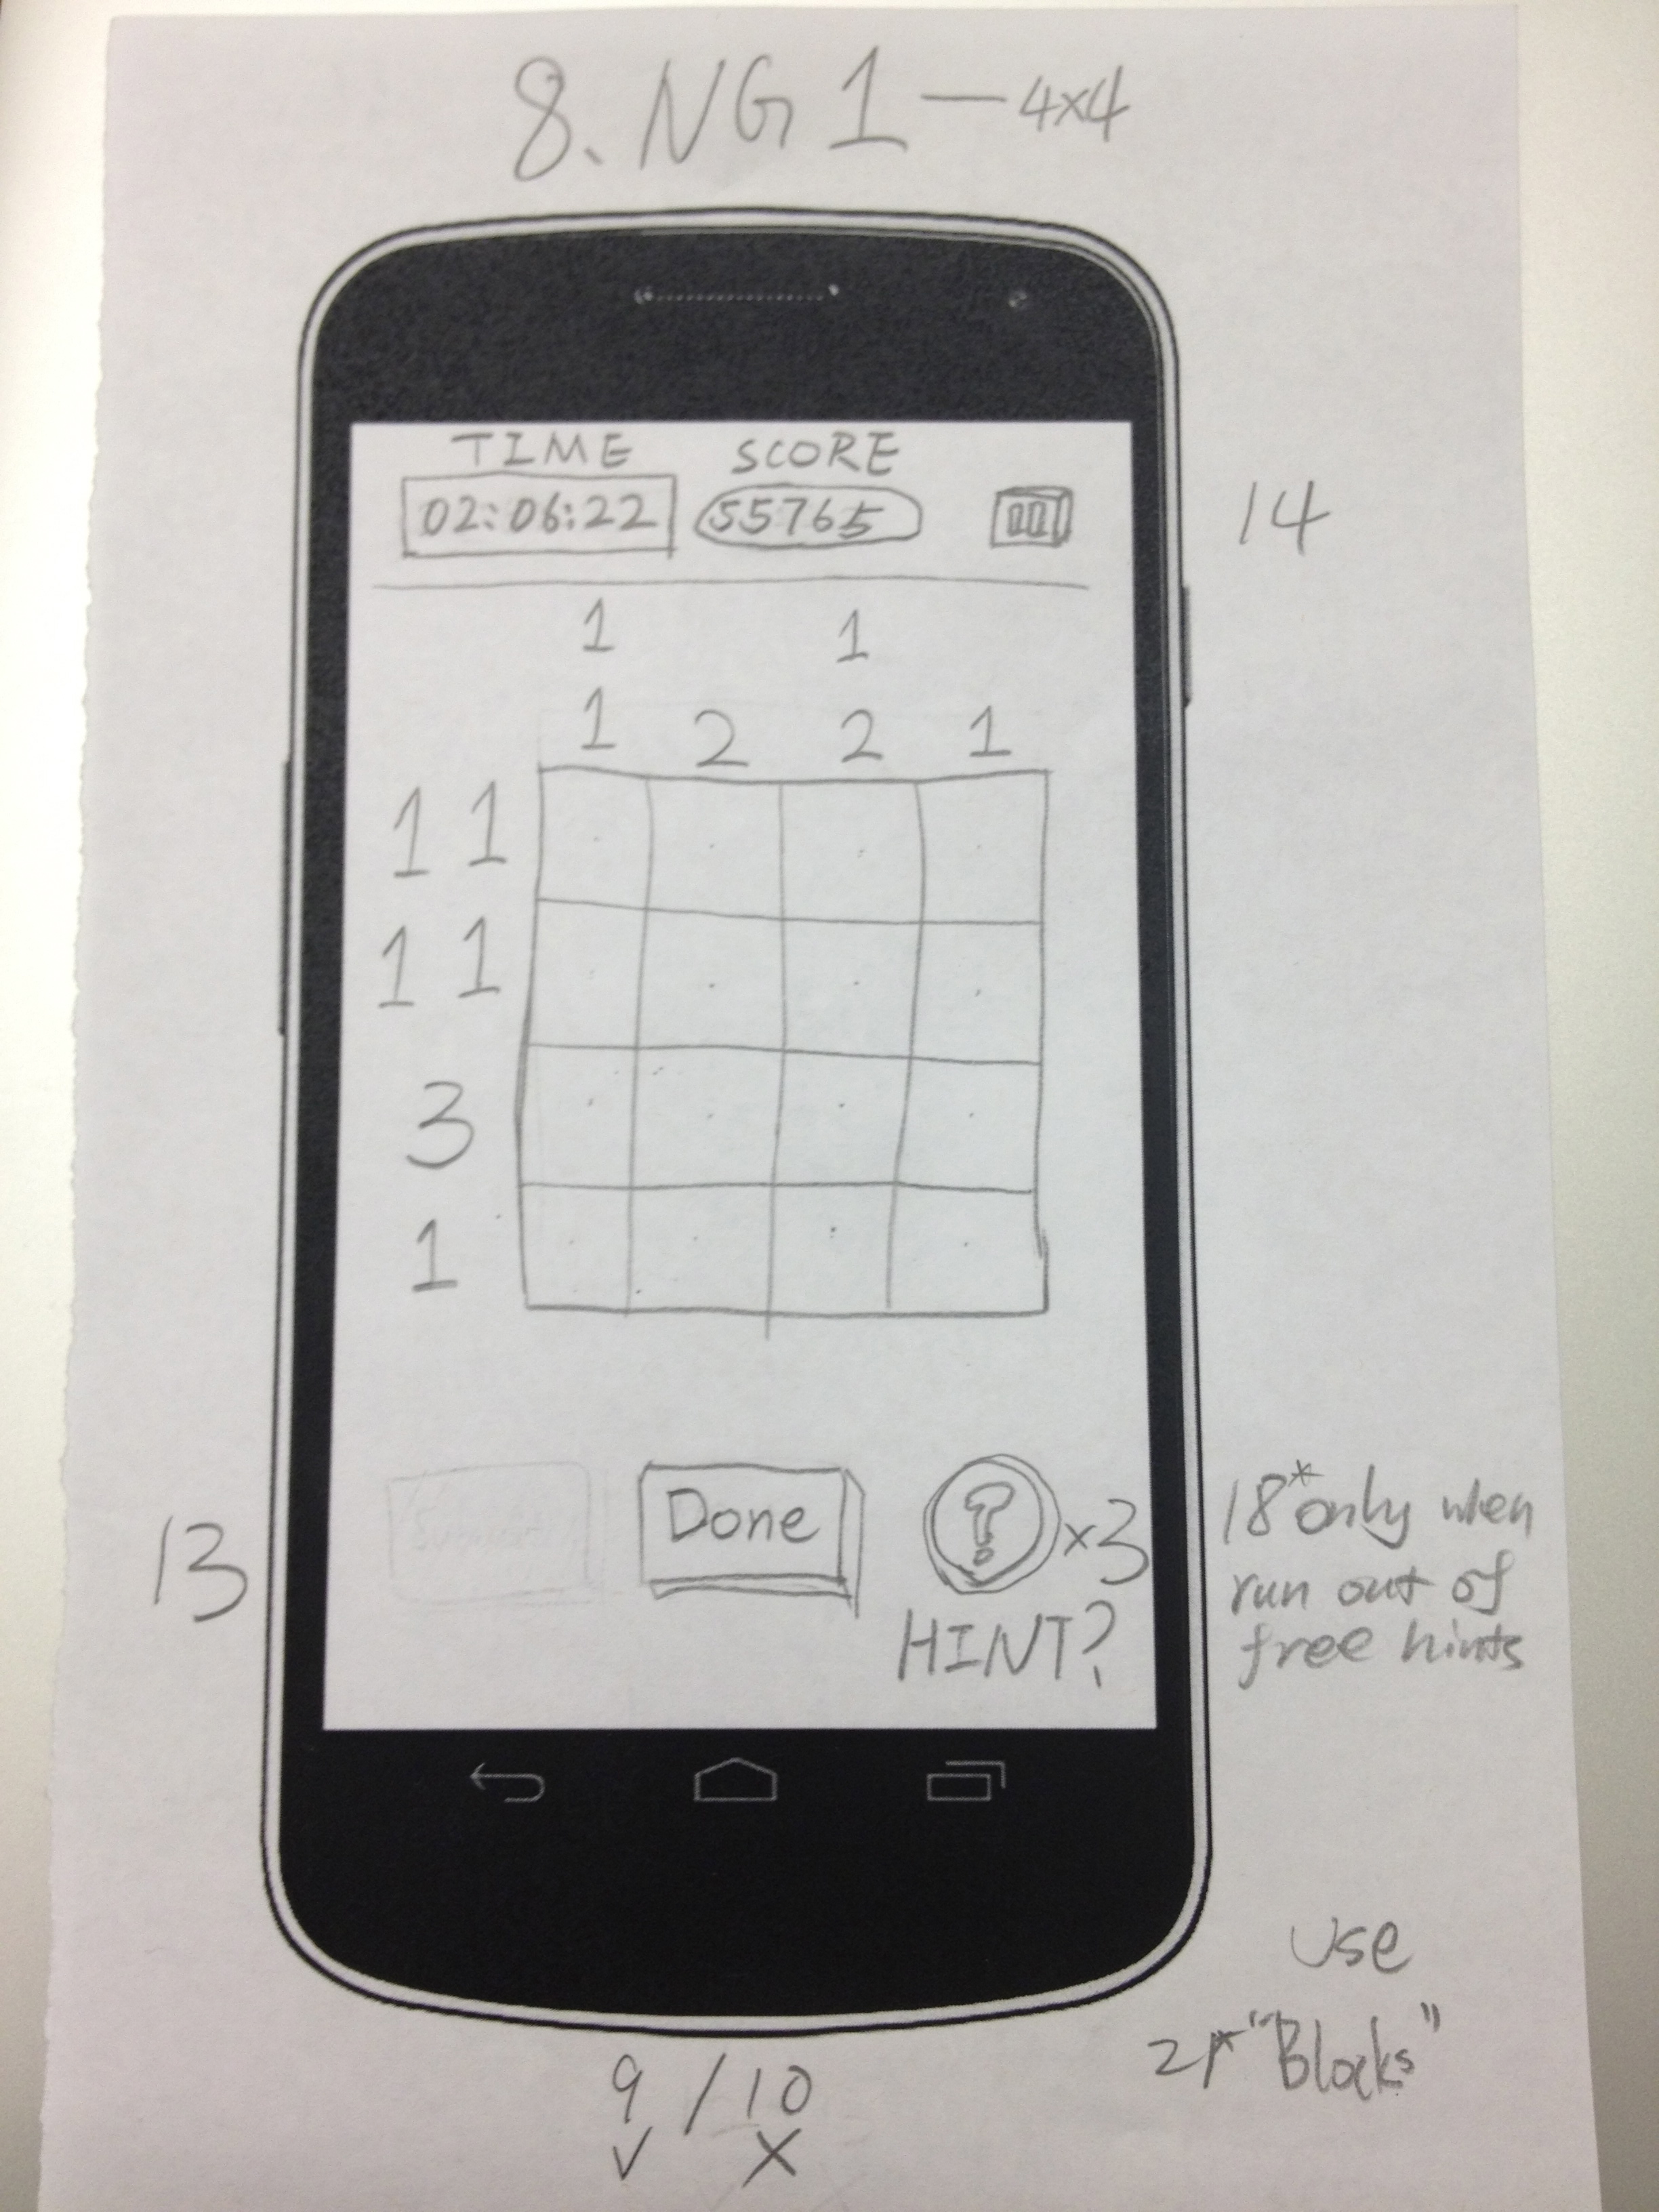 8. NG 1 — 4x4
TIME SCORE
02:06:22 55765 14
1 1
1 2 2 1
1 1
1 1
3
1
13 Done ? x3 18* only when
run out of
HINT? free hints
use
21* "Blocks"
9 / 10
✓ X